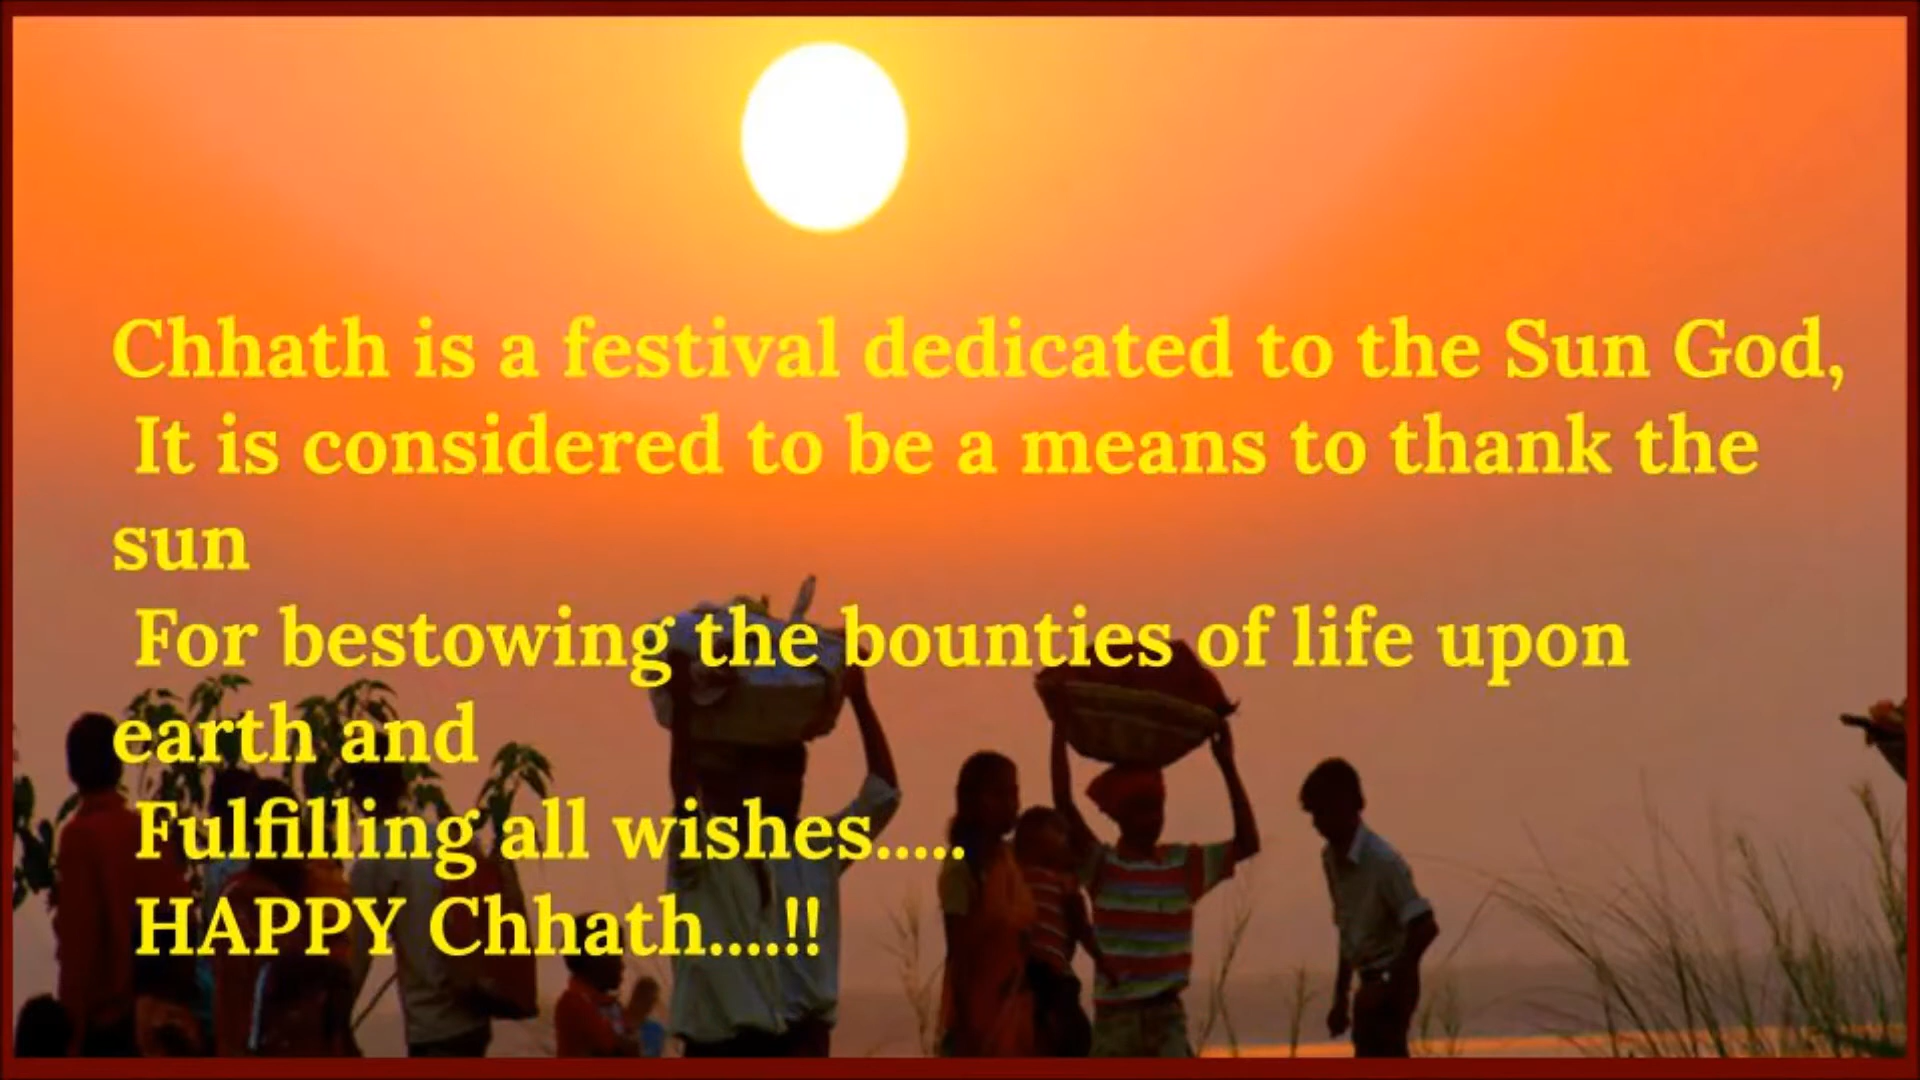 Chhath is a festival dedicated to the Sun God,
It is considered to be a means to thank the
sun
For bestowing the bounties of life upon
earth and
Fulfilling all wishes.....
HAPPY Chhath....!!